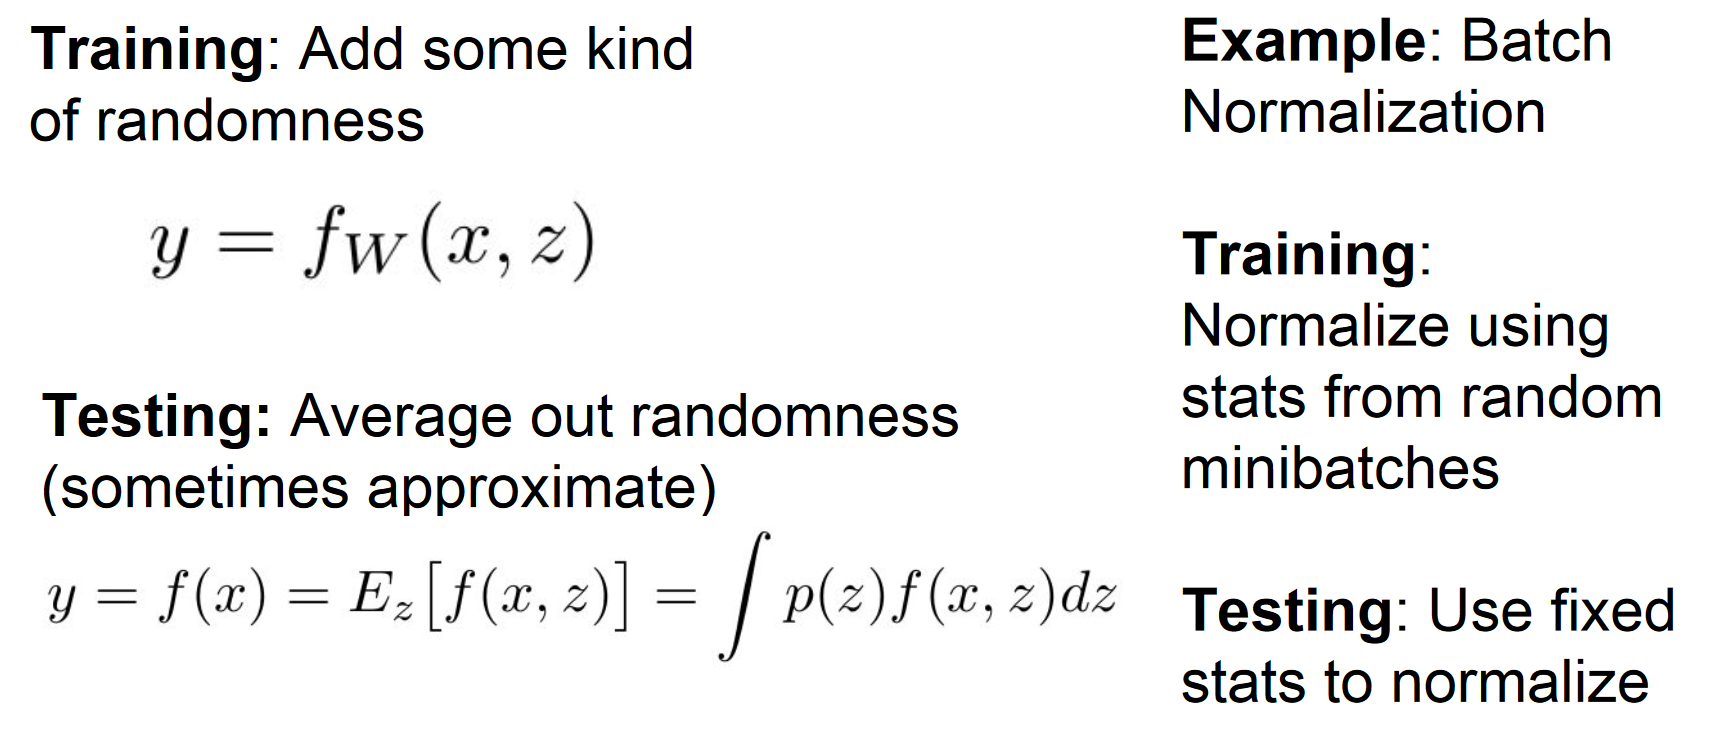 Training: Add some kind
of randomness
y = f_W(x, z)
Testing: Average out randomness
(sometimes approximate)
y = f(x) = E_z[f(x, z)] = ∫ p(z)f(x, z)dz
Example: Batch
Normalization
Training:
Normalize using
stats from random
minibatches
Testing: Use fixed
stats to normalize